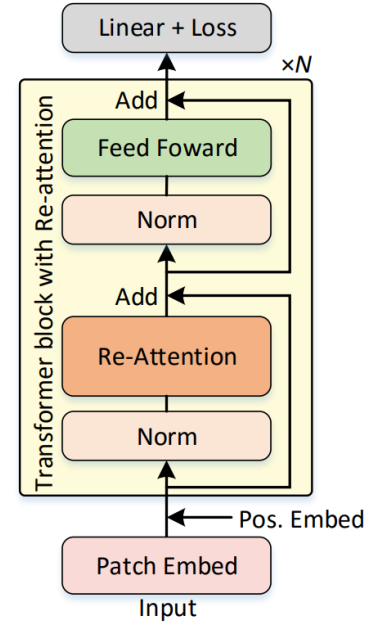 Linear + Loss
×N
Add
Feed Foward
Norm
Add
Re-Attention
Norm
Transformer block with Re-attention
Pos. Embed
Patch Embed
Input